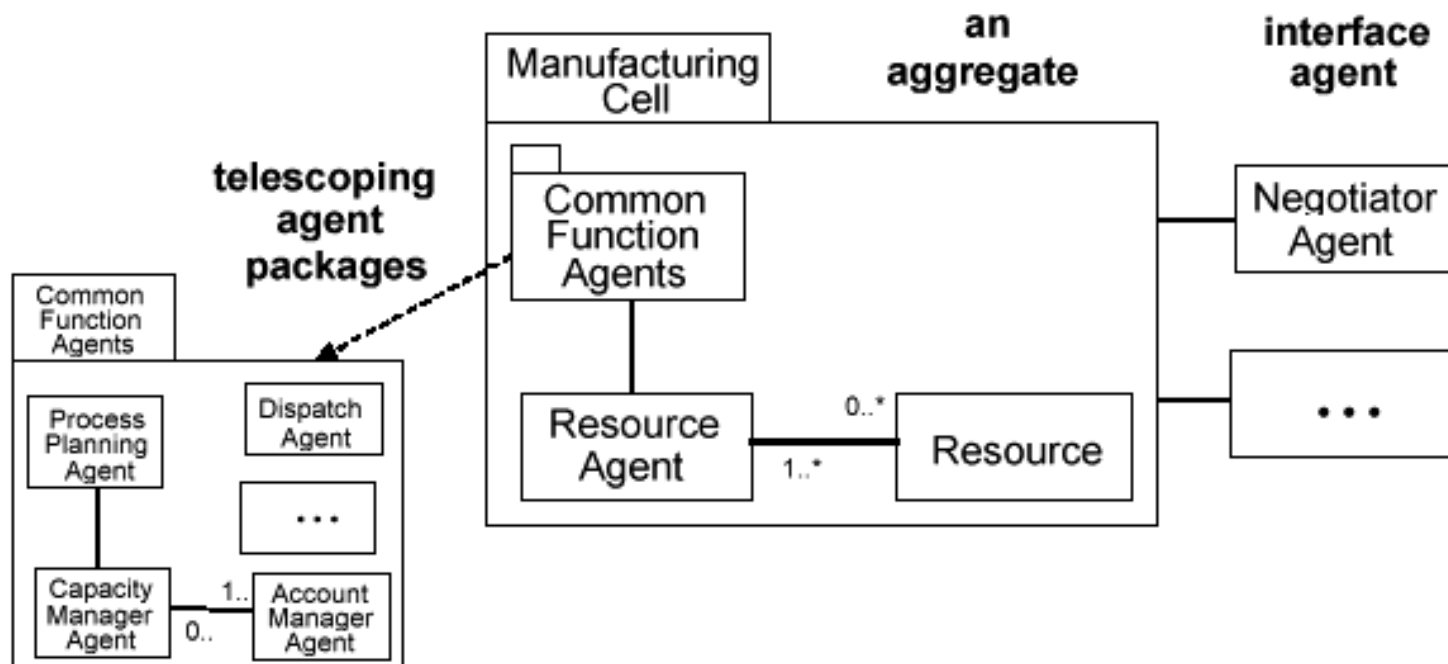 an
aggregate
interface
agent
Manufacturing
Cell
telescoping
agent
packages
Common
Function
Agents
Negotiator
Agent
Common
Function
Agents
Process
Planning
Agent
Dispatch
Agent
Resource
Agent
0..*
1..*
Resource
...
...
Capacity
Manager
Agent
1..
0..
Account
Manager
Agent